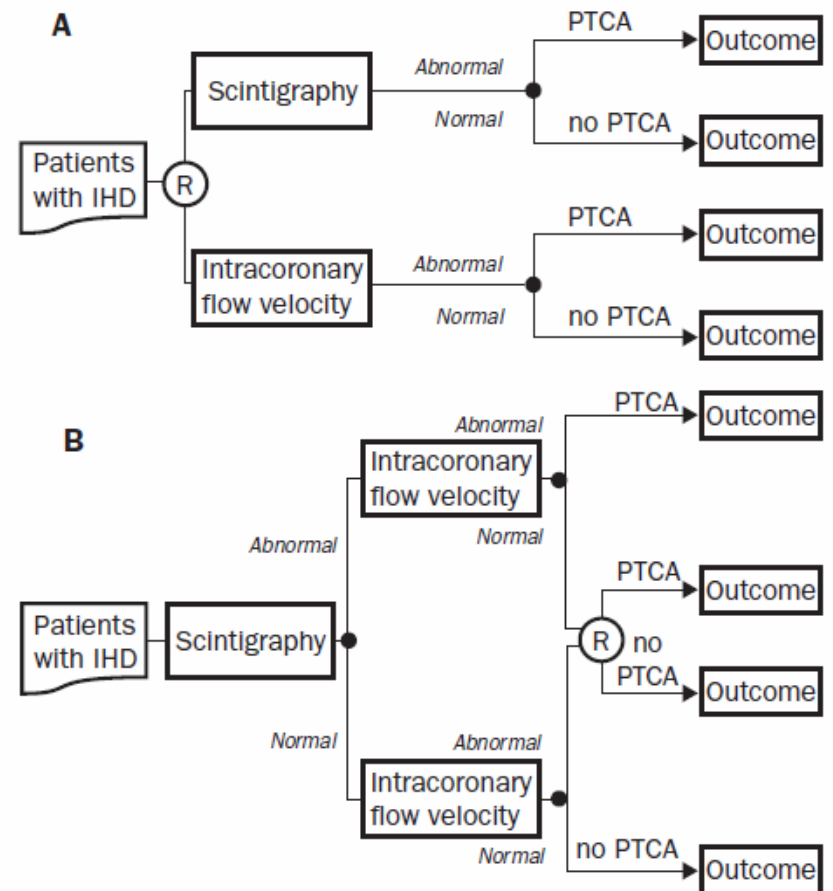 A
Patients
with IHD
R
Scintigraphy
Abnormal
Normal
PTCA
Outcome
no PTCA
Outcome
Intracoronary
flow velocity
Abnormal
Normal
PTCA
Outcome
no PTCA
Outcome
B
Patients
with IHD
Scintigraphy
Abnormal
Normal
Intracoronary
flow velocity
Abnormal
Normal
PTCA
Outcome
R
PTCA
Outcome
no
PTCA
Outcome
Intracoronary
flow velocity
Abnormal
Normal
no PTCA
Outcome